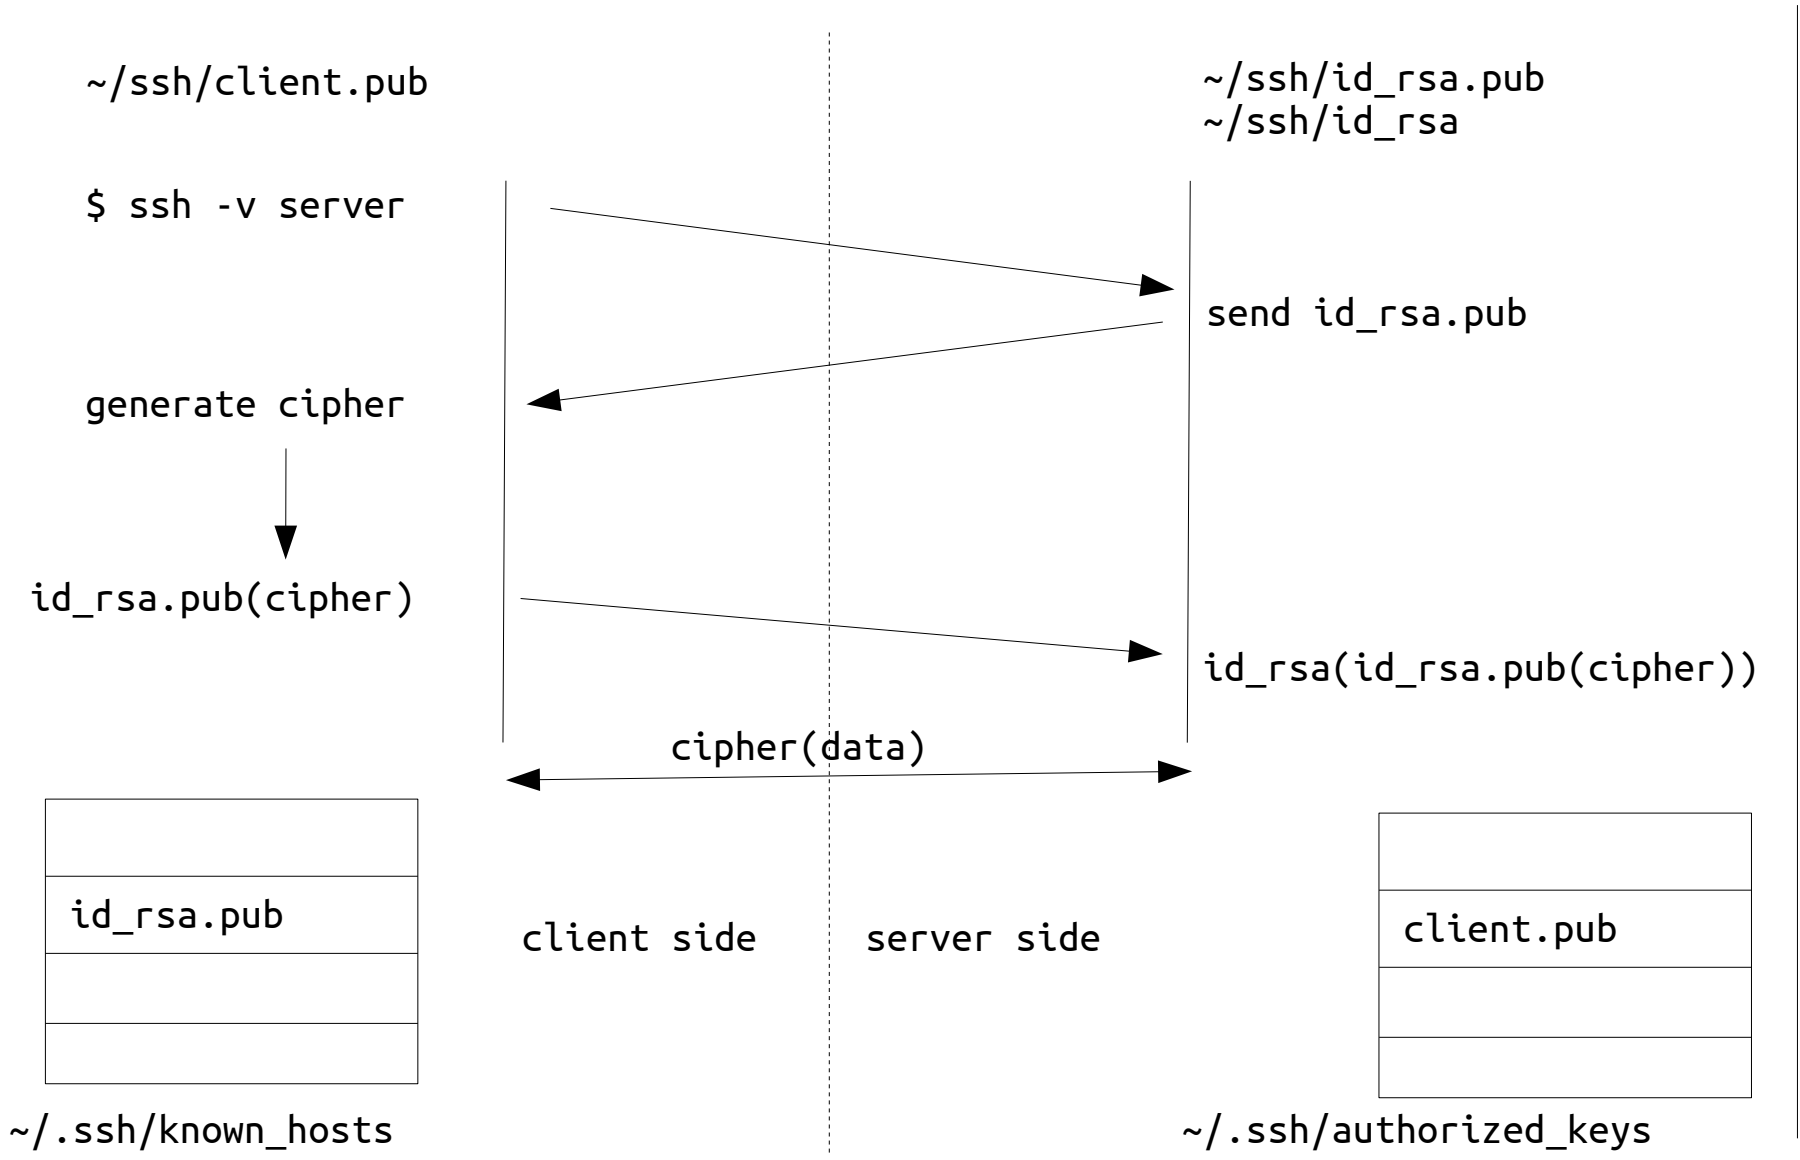 ~/ssh/client.pub
~/ssh/id_rsa.pub
~/ssh/id_rsa
$ ssh -v server
send id_rsa.pub
generate cipher
id_rsa.pub(cipher)
id_rsa(id_rsa.pub(cipher))
cipher(data)
id_rsa.pub
client.pub
client side
server side
~/.ssh/known_hosts
~/.ssh/authorized_keys